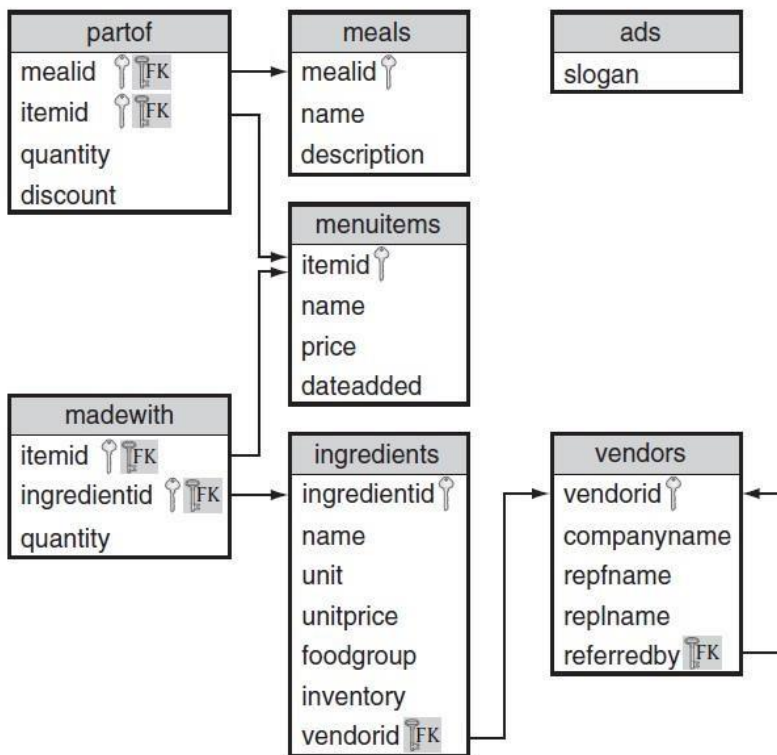 partof
mealid FK
itemid FK
quantity
discount
meals
mealid
name
description
ads
slogan
menuitems
itemid
name
price
dateadded
madewith
itemid FK
ingredientid FK
quantity
ingredients
ingredientid
name
unit
unitprice
foodgroup
inventory
vendorid FK
vendors
vendorid
companyname
repfname
replname
referredby FK